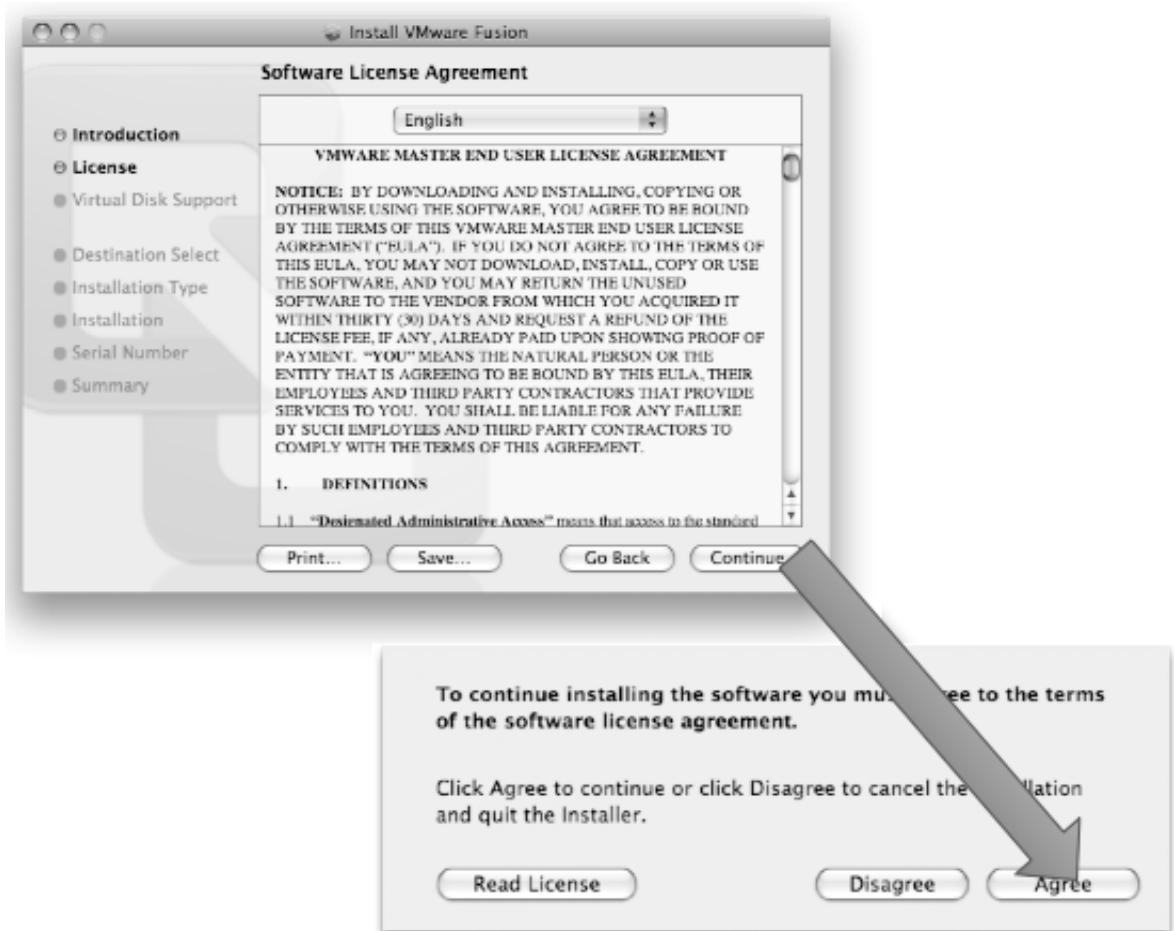 Install VMware Fusion
Software License Agreement
Introduction
License
Virtual Disk Support
Destination Select
Installation Type
Installation
Serial Number
Summary
English
VMWARE MASTER END USER LICENSE AGREEMENT
NOTICE: BY DOWNLOADING AND INSTALLING, COPYING OR
OTHERWISE USING THE SOFTWARE, YOU AGREE TO BE BOUND
BY THE TERMS OF THIS VMWARE MASTER END USER LICENSE
AGREEMENT ("EULA"). IF YOU DO NOT AGREE TO THE TERMS OF
THIS EULA, YOU MAY NOT DOWNLOAD, INSTALL, COPY OR USE
THE SOFTWARE, AND YOU MAY RETURN THE UNUSED
SOFTWARE TO THE VENDOR FROM WHICH YOU ACQUIRED IT
WITHIN THIRTY (30) DAYS AND REQUEST A REFUND OF THE
LICENSE FEE, IF ANY, ALREADY PAID UPON SHOWING PROOF OF
PAYMENT. "YOU" MEANS THE NATURAL PERSON OR THE
ENTITY THAT IS AGREEING TO BE BOUND BY THIS EULA, THEIR
EMPLOYEES AND THIRD PARTY CONTRACTORS THAT PROVIDE
SERVICES TO YOU. YOU SHALL BE LIABLE FOR ANY FAILURE
BY SUCH EMPLOYEES AND THIRD PARTY CONTRACTORS TO
COMPLY WITH THE TERMS OF THIS AGREEMENT.
1. DEFINITIONS
1.1 "Designated Administrative Access" means that access to the standard
Print... Save... Go Back Continue
To continue installing the software you to the terms
of the software license agreement.
Click Agree to continue or click Disagree to cancel the
and quit the Installer.
Read License Disagree Agree